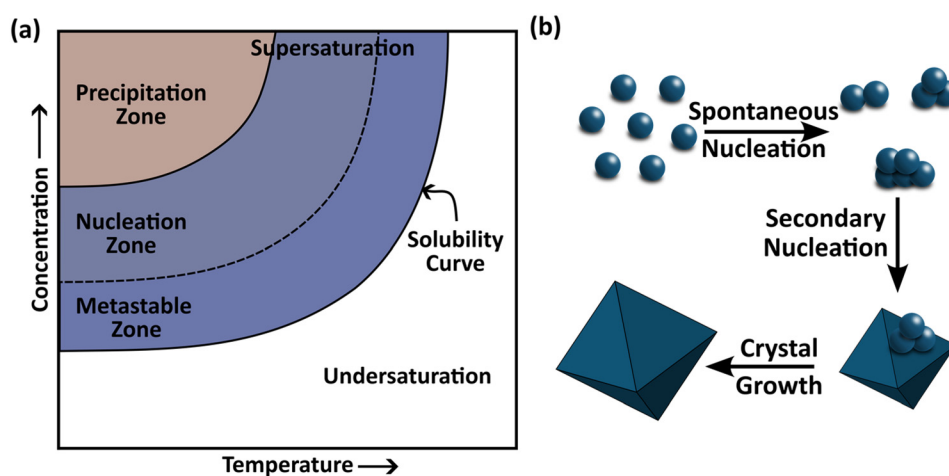 (a)
Supersaturation
Precipitation
Zone
Nucleation
Zone
Metastable
Zone
Solubility
Curve
Undersaturation
Concentration
Temperature
(b)
Spontaneous
Nucleation
Secondary
Nucleation
Crystal
Growth